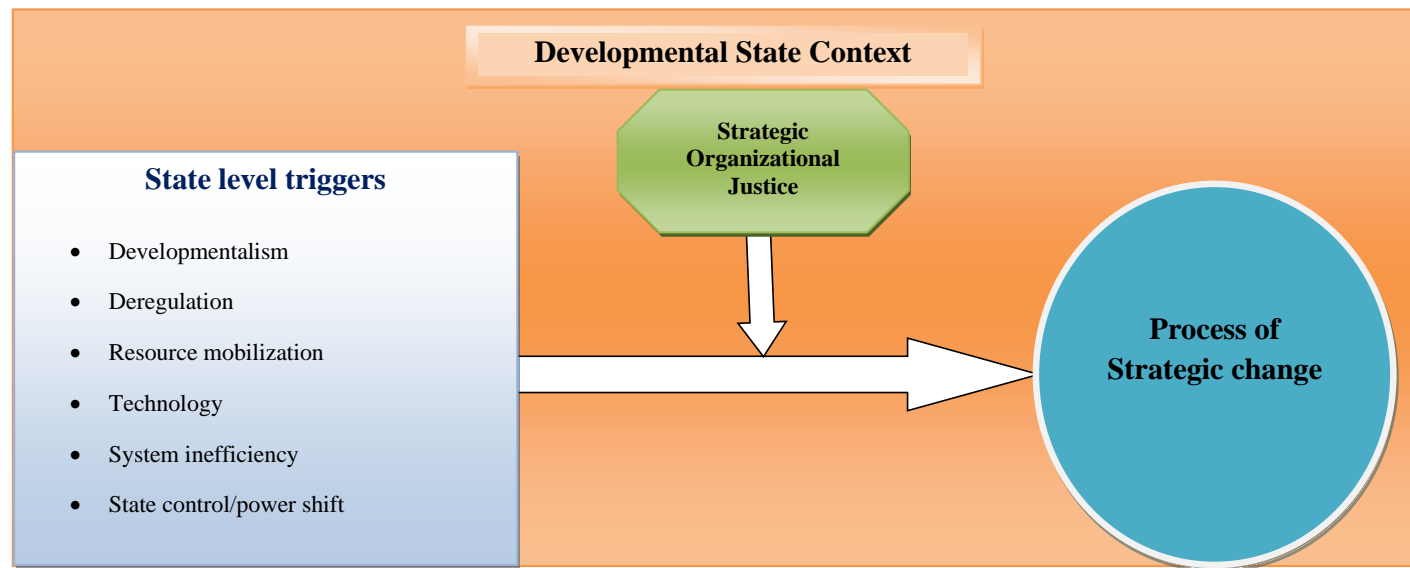 Developmental State Context
Strategic
Organizational
Justice
State level triggers
• Developmentalism
• Deregulation
• Resource mobilization
• Technology
• System inefficiency
• State control/power shift
Process of
Strategic change